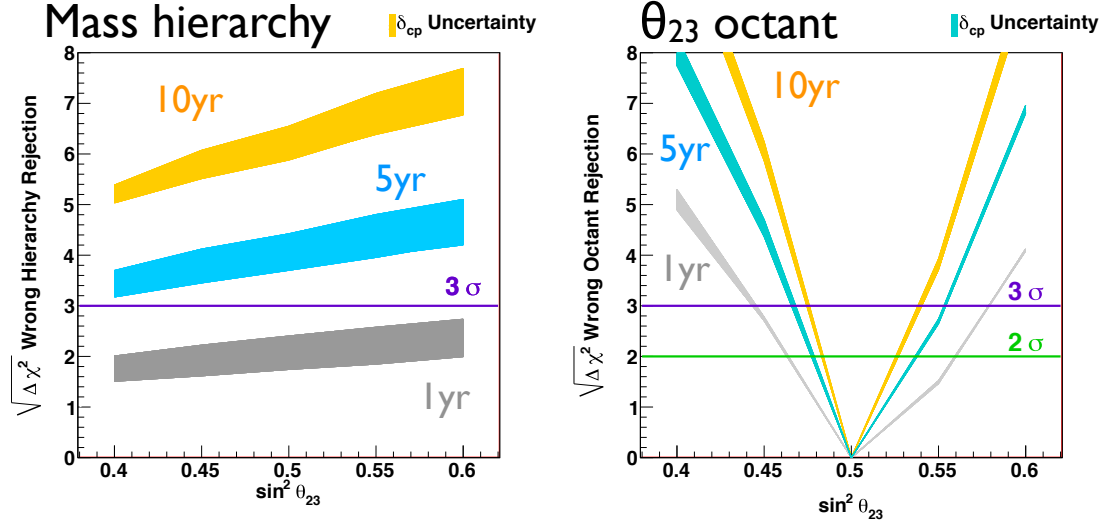 Mass hierarchy
δcp Uncertainty
√Δχ² Wrong Hierarchy Rejection
8
7
6
5
4
3
2
1
0
10yr
5yr
3 σ
1yr
0.4 0.45 0.5 0.55 0.6
sin² θ₂₃
θ₂₃ octant
δcp Uncertainty
√Δχ² Wrong Octant Rejection
8
7
6
5
4
3
2
1
0
10yr
5yr
1yr
3 σ
2 σ
0.4 0.45 0.5 0.55 0.6
sin² θ₂₃